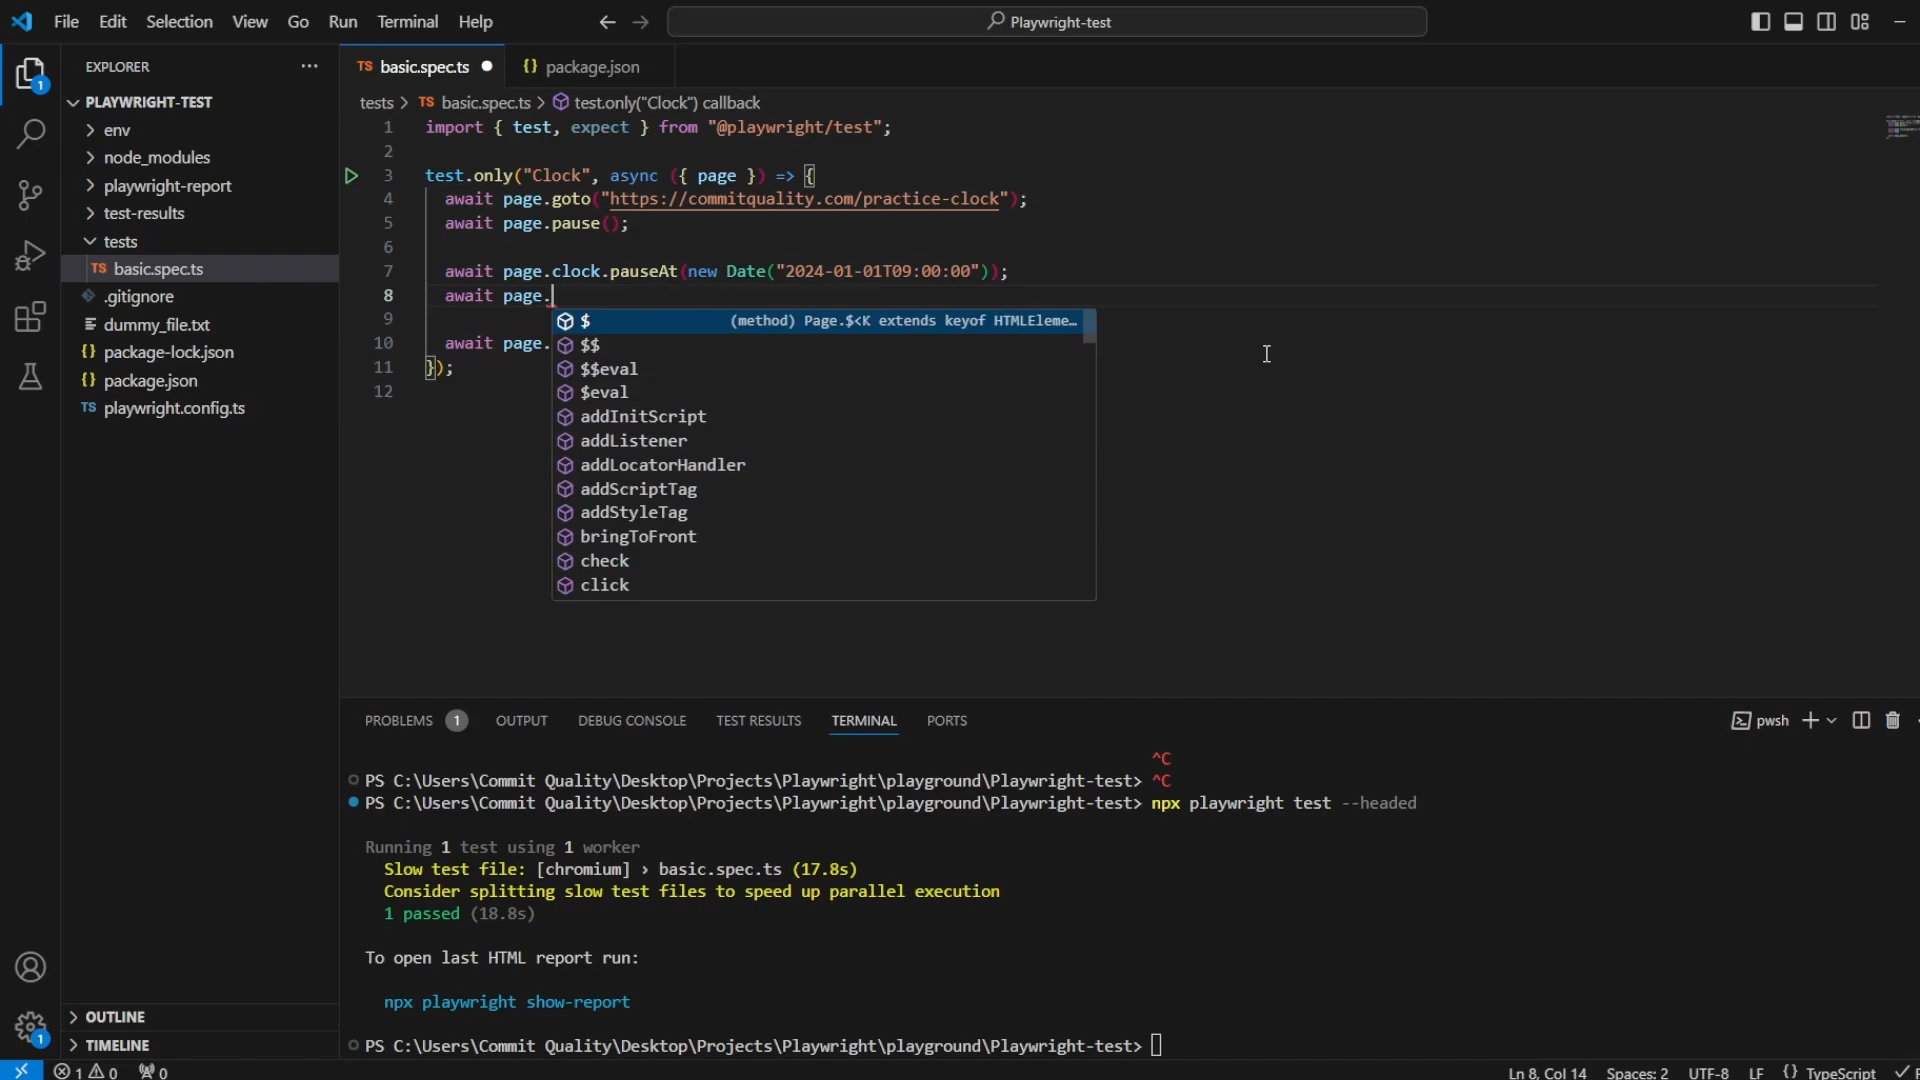 File Edit Selection View Go Run Terminal Help
Playwright-test
EXPLORER
PLAYWRIGHT-TEST
env
node_modules
playwright-report
test-results
tests
TS basic.spec.ts
.gitignore
dummy_file.txt
{} package-lock.json
{} package.json
TS playwright.config.ts
OUTLINE
TIMELINE
1
1
TS basic.spec.ts
{} package.json
tests > TS basic.spec.ts > test.only("Clock") callback
1 import { test, expect } from "@playwright/test";
2
3 test.only("Clock", async ({ page }) => {
4 await page.goto("https://commitquality.com/practice-clock");
5 await page.pause();
6
7 await page.clock.pauseAt(new Date("2024-01-01T09:00:00"));
8 await page.
9
10 await page.
11 });
12
$ (method) Page.$<K extends keyof HTMLEleme…
$$
$$eval
$eval
addInitScript
addListener
addLocatorHandler
addScriptTag
addStyleTag
bringToFront
check
click
PROBLEMS 1 OUTPUT DEBUG CONSOLE TEST RESULTS TERMINAL PORTS
pwsh
^C
PS C:\Users\Commit Quality\Desktop\Projects\Playwright\playground\Playwright-test> ^C
PS C:\Users\Commit Quality\Desktop\Projects\Playwright\playground\Playwright-test> npx playwright test --headed
Running 1 test using 1 worker
Slow test file: [chromium] › basic.spec.ts (17.8s)
Consider splitting slow test files to speed up parallel execution
1 passed (18.8s)
To open last HTML report run:
npx playwright show-report
PS C:\Users\Commit Quality\Desktop\Projects\Playwright\playground\Playwright-test>
1 0 0
Ln 8, Col 14 Spaces: 2 UTF-8 LF {} TypeScript